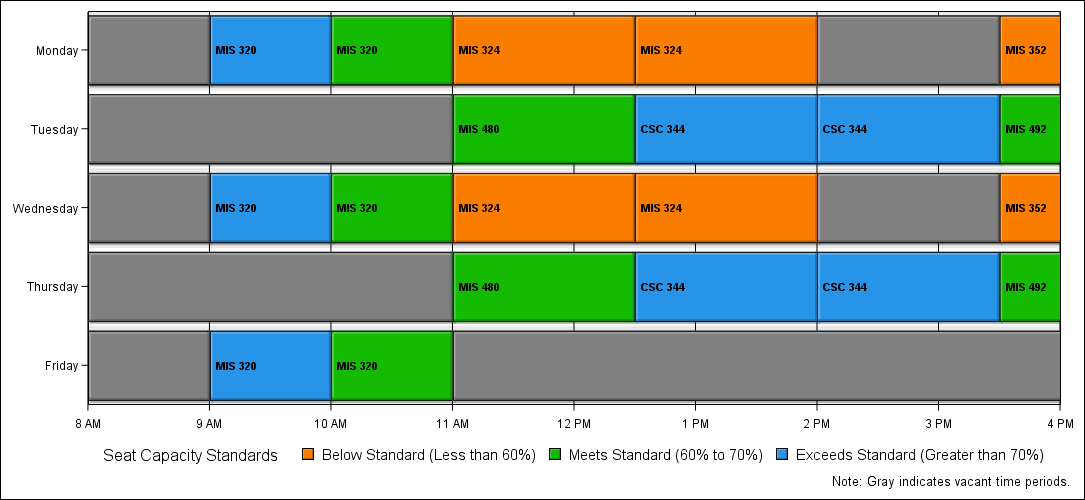 Monday MIS 320 MIS 320 MIS 324 MIS 324 MIS 352
Tuesday MIS 480 CSC 344 CSC 344 MIS 492
Wednesday MIS 320 MIS 320 MIS 324 MIS 324 MIS 352
Thursday MIS 480 CSC 344 CSC 344 MIS 492
Friday MIS 320 MIS 320
8 AM 9 AM 10 AM 11 AM 12 PM 1 PM 2 PM 3 PM 4 PM
Seat Capacity Standards Below Standard (Less than 60%) Meets Standard (60% to 70%) Exceeds Standard (Greater than 70%)
Note: Gray indicates vacant time periods.